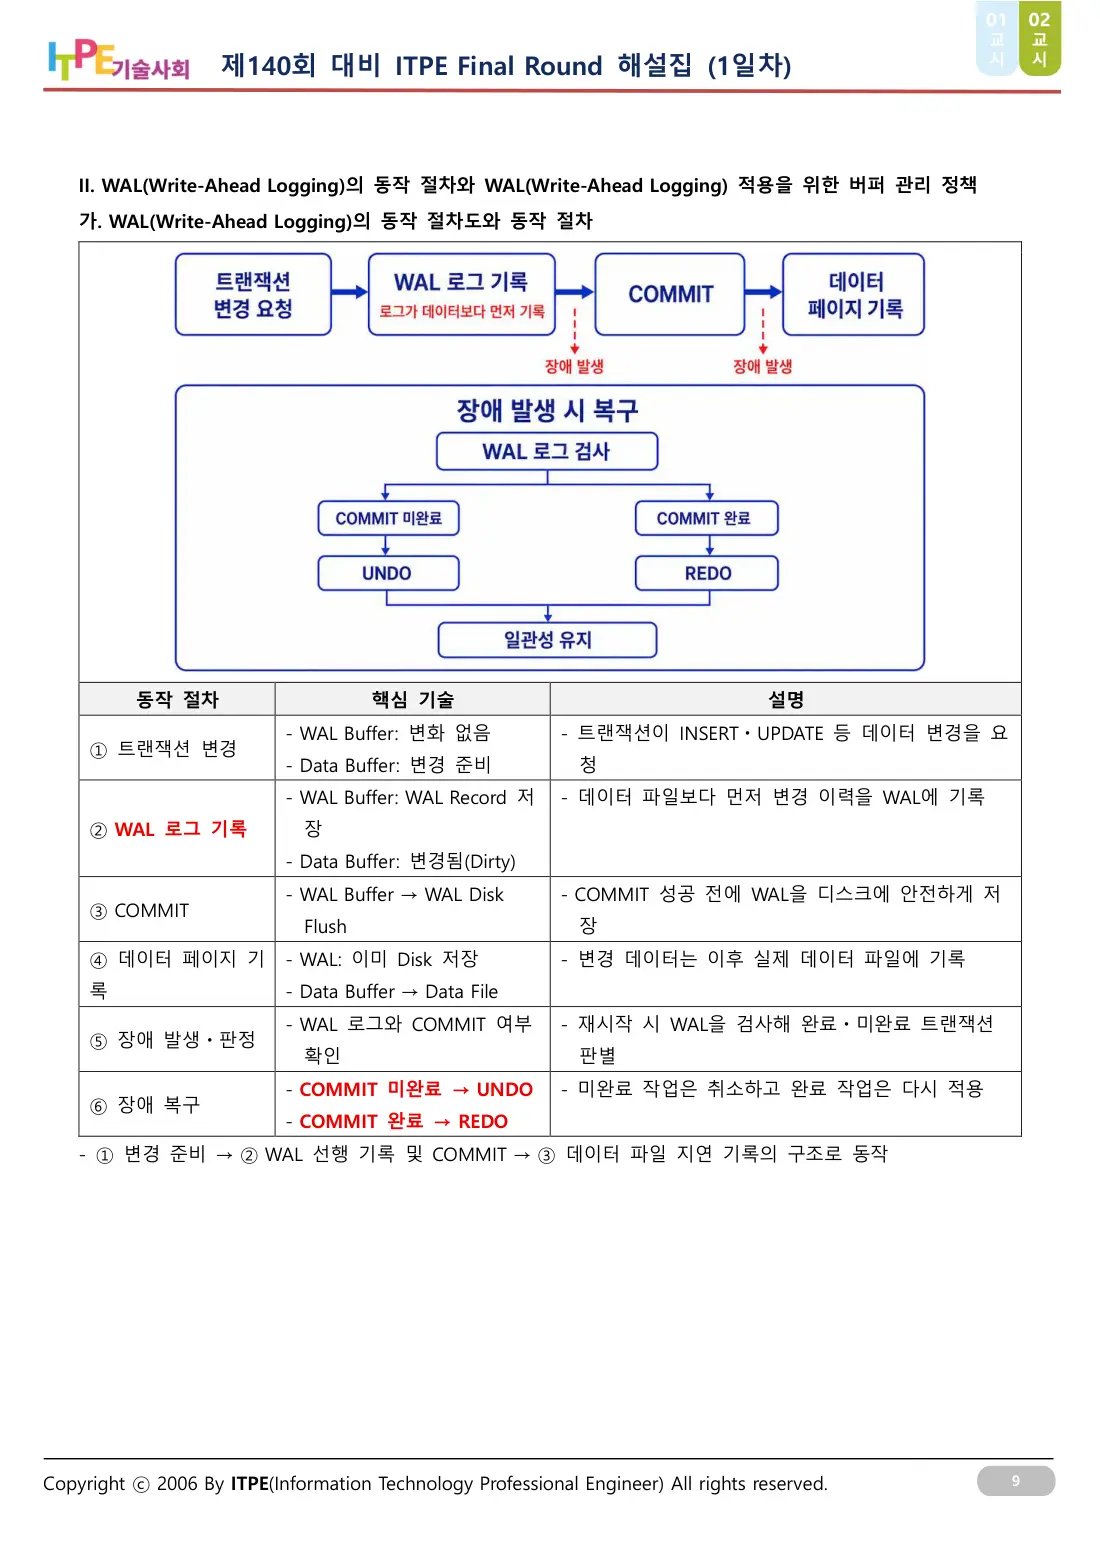 ITPE기술사회
제140회 대비 ITPE Final Round 해설집 (1일차)
01
교
시
02
교
시
II. WAL(Write-Ahead Logging)의 동작 절차와 WAL(Write-Ahead Logging) 적용을 위한 버퍼 관리 정책
가. WAL(Write-Ahead Logging)의 동작 절차도와 동작 절차
트랜잭션
변경 요청
WAL 로그 기록
로그가 데이터보다 먼저 기록
COMMIT
데이터
페이지 기록
장애 발생
장애 발생
장애 발생 시 복구
WAL 로그 검사
COMMIT 미완료
COMMIT 완료
UNDO
REDO
일관성 유지
동작 절차
핵심 기술
설명
① 트랜잭션 변경
- WAL Buffer: 변화 없음
- Data Buffer: 변경 준비
- 트랜잭션이 INSERT・UPDATE 등 데이터 변경을 요
청
② WAL 로그 기록
- WAL Buffer: WAL Record 저
장
- Data Buffer: 변경됨(Dirty)
- 데이터 파일보다 먼저 변경 이력을 WAL에 기록
③ COMMIT
- WAL Buffer → WAL Disk
Flush
- COMMIT 성공 전에 WAL을 디스크에 안전하게 저
장
④ 데이터 페이지 기
록
- WAL: 이미 Disk 저장
- Data Buffer → Data File
- 변경 데이터는 이후 실제 데이터 파일에 기록
⑤ 장애 발생・판정
- WAL 로그와 COMMIT 여부
확인
- 재시작 시 WAL을 검사해 완료・미완료 트랜잭션
판별
⑥ 장애 복구
- COMMIT 미완료 → UNDO
- COMMIT 완료 → REDO
- 미완료 작업은 취소하고 완료 작업은 다시 적용
- ① 변경 준비 → ② WAL 선행 기록 및 COMMIT → ③ 데이터 파일 지연 기록의 구조로 동작
Copyright ⓒ 2006 By ITPE(Information Technology Professional Engineer) All rights reserved.
9